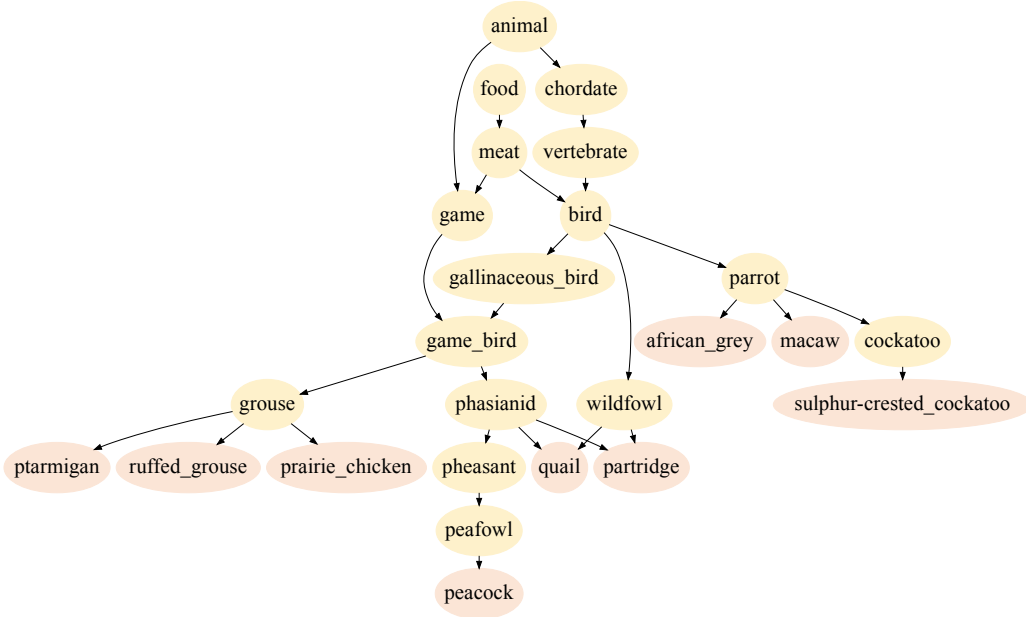 animal
food
chordate
meat
vertebrate
game
bird
gallinaceous_bird
parrot
game_bird
african_grey
macaw
cockatoo
grouse
phasianid
wildfowl
sulphur-crested_cockatoo
ptarmigan
ruffed_grouse
prairie_chicken
pheasant
quail
partridge
peafowl
peacock